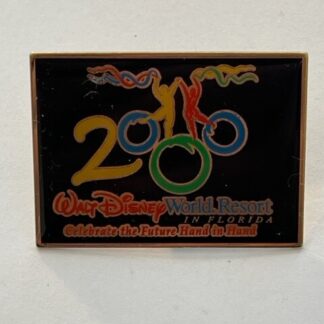 2000
Walt Disney World Resort
IN FLORIDA
Celebrate the Future Hand in Hand